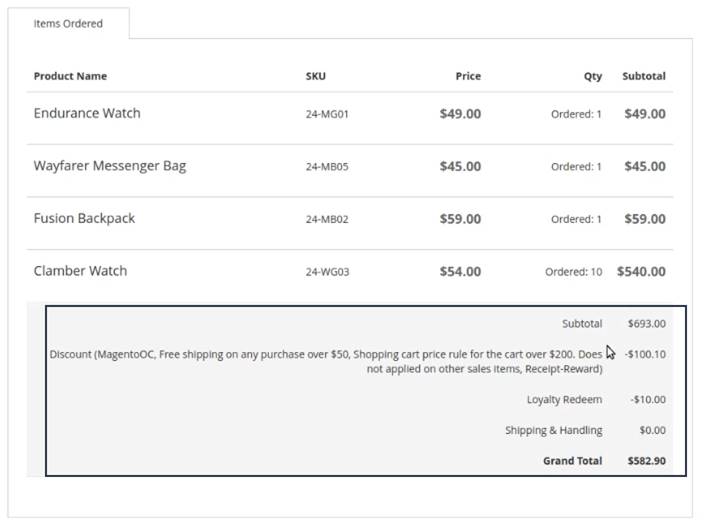 Items Ordered
Product Name SKU Price Qty Subtotal
Endurance Watch 24-MG01 $49.00 Ordered: 1 $49.00
Wayfarer Messenger Bag 24-MB05 $45.00 Ordered: 1 $45.00
Fusion Backpack 24-MB02 $59.00 Ordered: 1 $59.00
Clamber Watch 24-WG03 $54.00 Ordered: 10 $540.00
Subtotal $693.00
Discount (MagentoOC, Free shipping on any purchase over $50, Shopping cart price rule for the cart over $200. Does -$100.10
not applied on other sales items, Receipt-Reward)
Loyalty Redeem -$10.00
Shipping & Handling $0.00
Grand Total $582.90